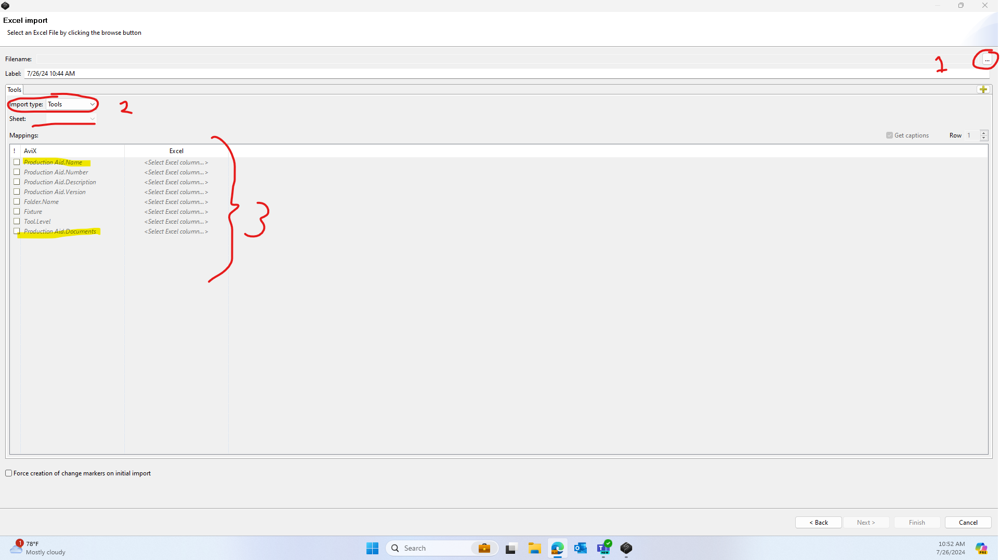 Excel import
Select an Excel File by clicking the browse button
Filename:
...
1
Label: 7/26/24 10:44 AM
Tools
Import type: Tools
2
Sheet:
Mappings:
Get captions Row 1
! AviX Excel
Production Aid.Name <Select Excel column...>
Production Aid.Number <Select Excel column...>
Production Aid.Description <Select Excel column...>
Production Aid.Version <Select Excel column...>
Folder.Name <Select Excel column...>
Fixture <Select Excel column...>
Tool.Level <Select Excel column...>
Production Aid.Documents <Select Excel column...>
3
Force creation of change markers on initial import
< Back Next > Finish Cancel
1 78°F
Mostly cloudy
Search
NEW
10:52 AM
7/26/2024
PRE